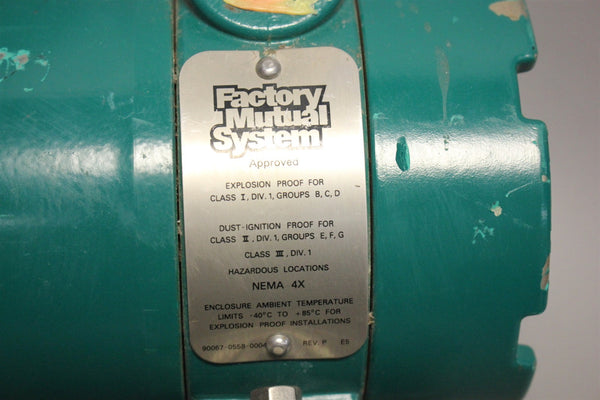 Factory
Mutual
System
Approved
EXPLOSION PROOF FOR
CLASS I, DIV. 1, GROUPS B, C, D
DUST-IGNITION PROOF FOR
CLASS II, DIV. 1, GROUPS E, F, G
CLASS III, DIV. 1
HAZARDOUS LOCATIONS
NEMA 4X
ENCLOSURE AMBIENT TEMPERATURE
LIMITS -40°C TO +85°C FOR
EXPLOSION PROOF INSTALLATIONS
90067-0558-0004 REV. P E5